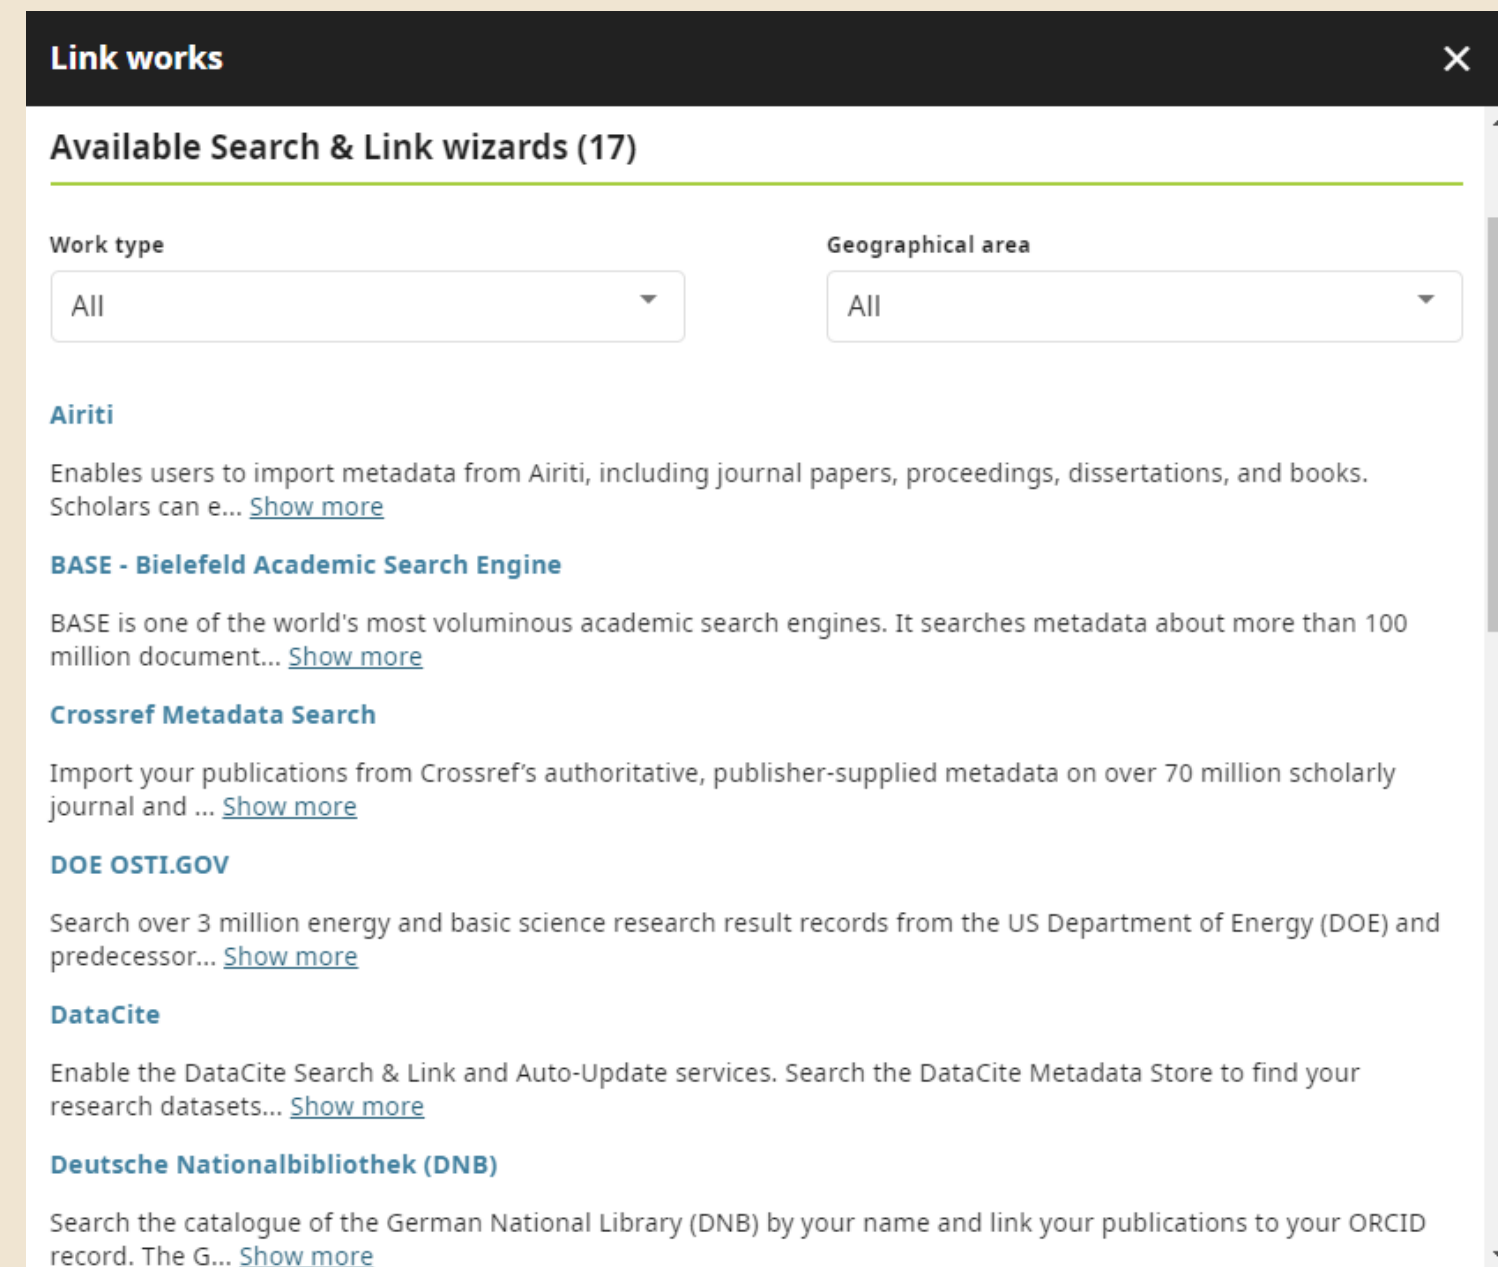 Link works
Available Search & Link wizards (17)
Work type
Geographical area
All
All
Airiti
Enables users to import metadata from Airiti, including journal papers, proceedings, dissertations, and books.
Scholars can e... Show more
BASE - Bielefeld Academic Search Engine
BASE is one of the world's most voluminous academic search engines. It searches metadata about more than 100
million document... Show more
Crossref Metadata Search
Import your publications from Crossref’s authoritative, publisher-supplied metadata on over 70 million scholarly
journal and ... Show more
DOE OSTI.GOV
Search over 3 million energy and basic science research result records from the US Department of Energy (DOE) and
predecessor... Show more
DataCite
Enable the DataCite Search & Link and Auto-Update services. Search the DataCite Metadata Store to find your
research datasets... Show more
Deutsche Nationalbibliothek (DNB)
Search the catalogue of the German National Library (DNB) by your name and link your publications to your ORCID
record. The G... Show more